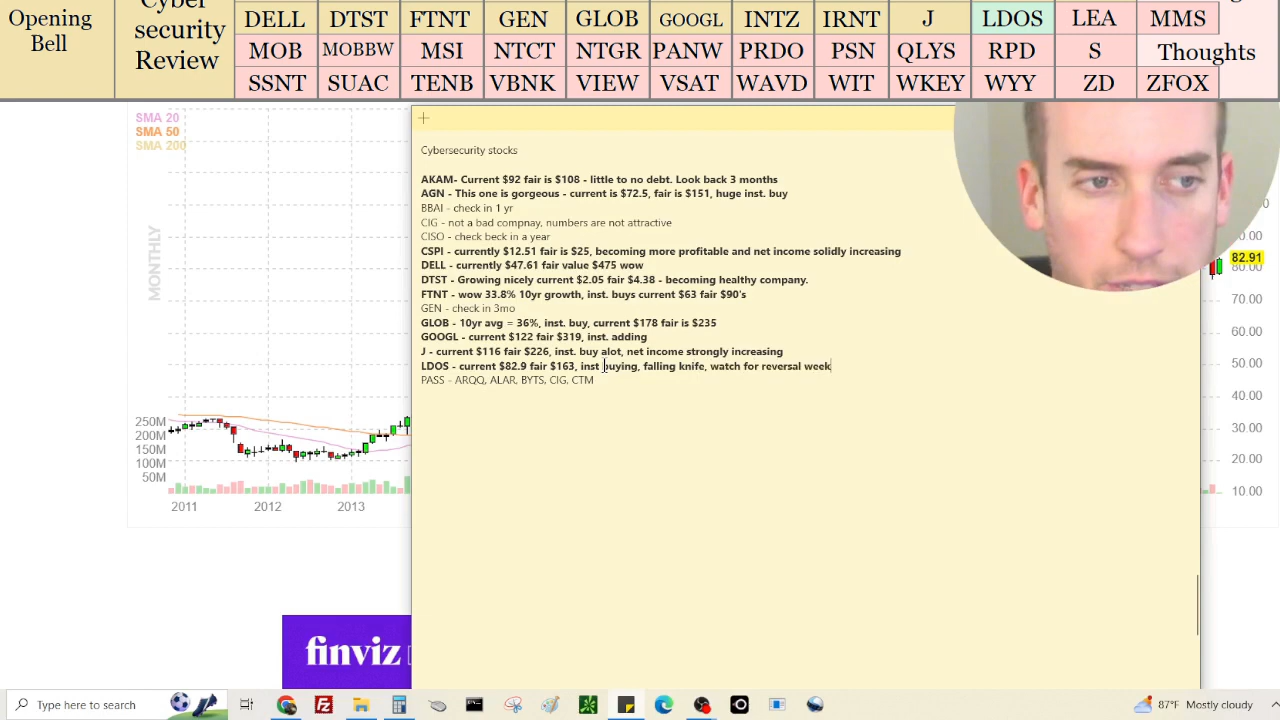 Opening
Bell
Cyber
security
Review
DELL DTST FTNT GEN GLOB GOOGL INTZ IRNT J LDOS LEA MMS
MOB MOBBW MSI NTCT NTGR PANW PRDO PSN QLYS RPD S Thoughts
SSNT SUAC TENB VBNK VIEW VSAT WAVD WIT WKEY WYY ZD ZFOX
SMA 20
SMA 50
SMA 200
MONTHLY
Cybersecurity stocks
AKAM- Current $92 fair is $108 - little to no debt. Look back 3 months
AGN - This one is gorgeous - current is $72.5, fair is $151, huge inst. buy
BBAI - check in 1 yr
CIG - not a bad compnay, numbers are not attractive
CISO - check beck in a year
CSPI - currently $12.51 fair is $25, becoming more profitable and net income solidly increasing
DELL - currently $47.61 fair value $475 wow
DTST - Growing nicely current $2.05 fair $4.38 - becoming healthy company.
FTNT - wow 33.8% 10yr growth, inst. buys current $63 fair $90's
GEN - check in 3mo
GLOB - 10yr avg = 36%, inst. buy, current $178 fair is $235
GOOGL - current $122 fair $319, inst. adding
J - current $116 fair $226, inst. buy alot, net income strongly increasing
LDOS - current $82.9 fair $163, inst buying, falling knife, watch for reversal week
PASS - ARQQ, ALAR, BYTS, CIG, CTM
90.00
82.91
80.00
70.00
60.00
50.00
40.00
30.00
20.00
10.00
250M
200M
150M
100M
50M
2011 2012 2013
finviz
Type here to search
87°F Mostly cloudy